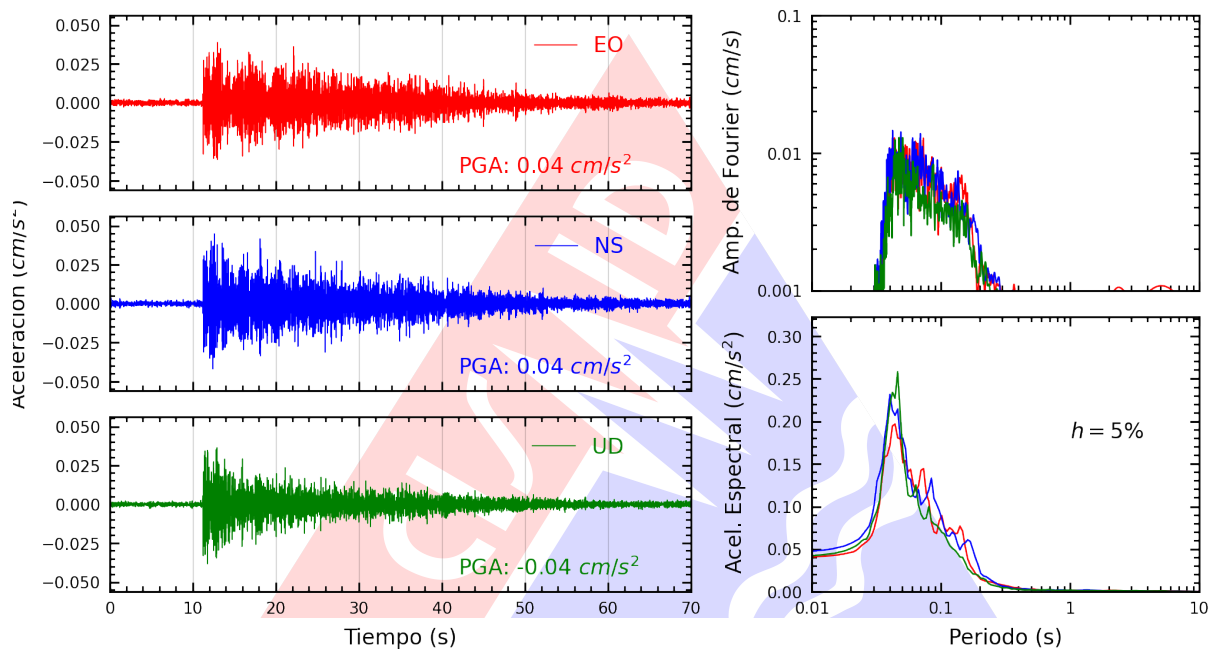 0.050
0.025
0.000
-0.025
-0.050
EO
PGA: 0.04 cm/s²
0.050
0.025
0.000
-0.025
-0.050
NS
PGA: 0.04 cm/s²
0.050
0.025
0.000
-0.025
-0.050
UD
PGA: -0.04 cm/s²
0 10 20 30 40 50 60 70
Tiempo (s)
Aceleracion (cm/s²)
0.1
0.01
0.001
Amp. de Fourier (cm/s)
0.30
0.25
0.20
0.15
0.10
0.05
0.00
Acel. Espectral (cm/s²)
h = 5%
0.01 0.1 1 10
Periodo (s)